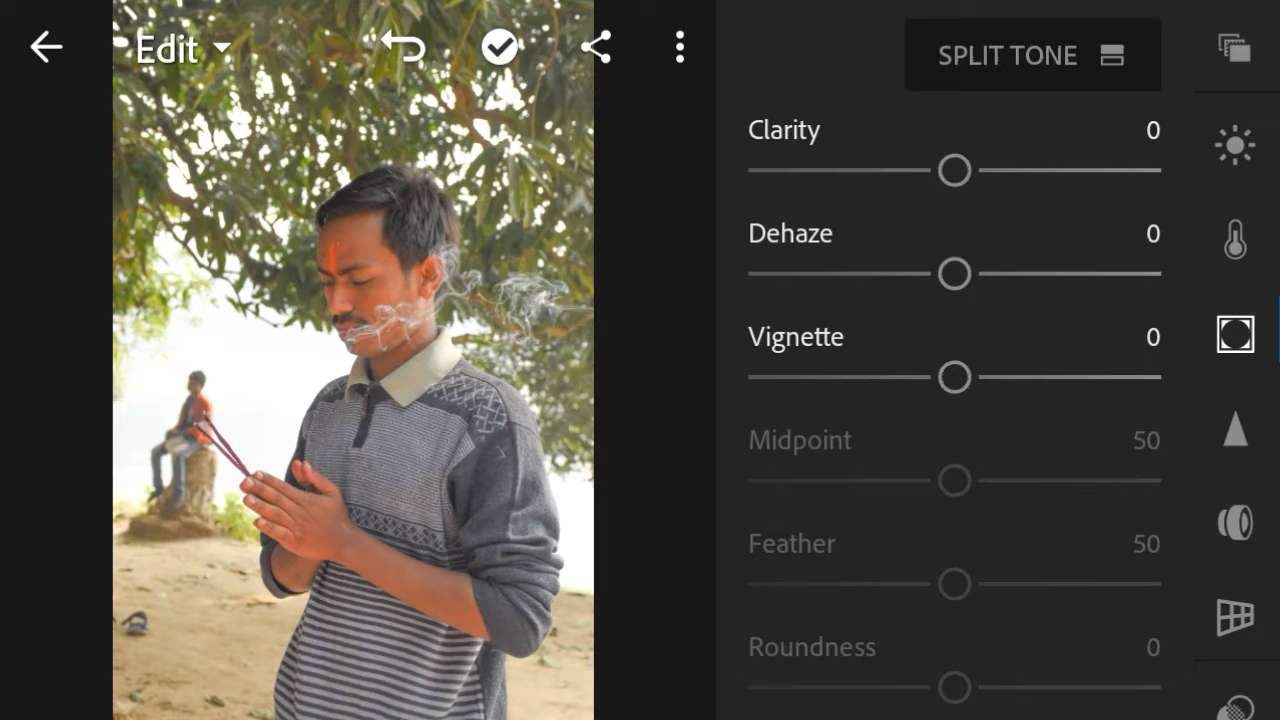 Edit
SPLIT TONE
Clarity 0
Dehaze 0
Vignette 0
Midpoint 50
Feather 50
Roundness 0